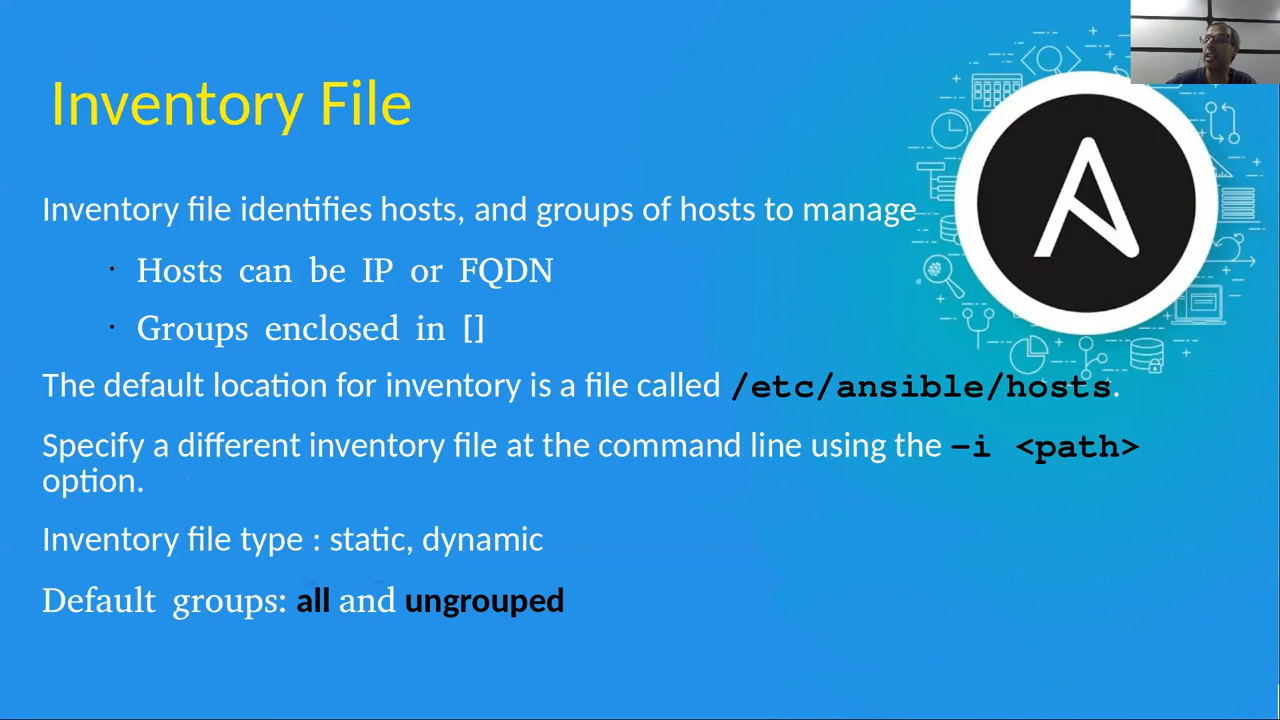 Inventory File
Inventory file identifies hosts, and groups of hosts to manage
· Hosts can be IP or FQDN
· Groups enclosed in []
The default location for inventory is a file called /etc/ansible/hosts.
Specify a different inventory file at the command line using the –i <path>
option.
Inventory file type : static, dynamic
Default groups: all and ungrouped